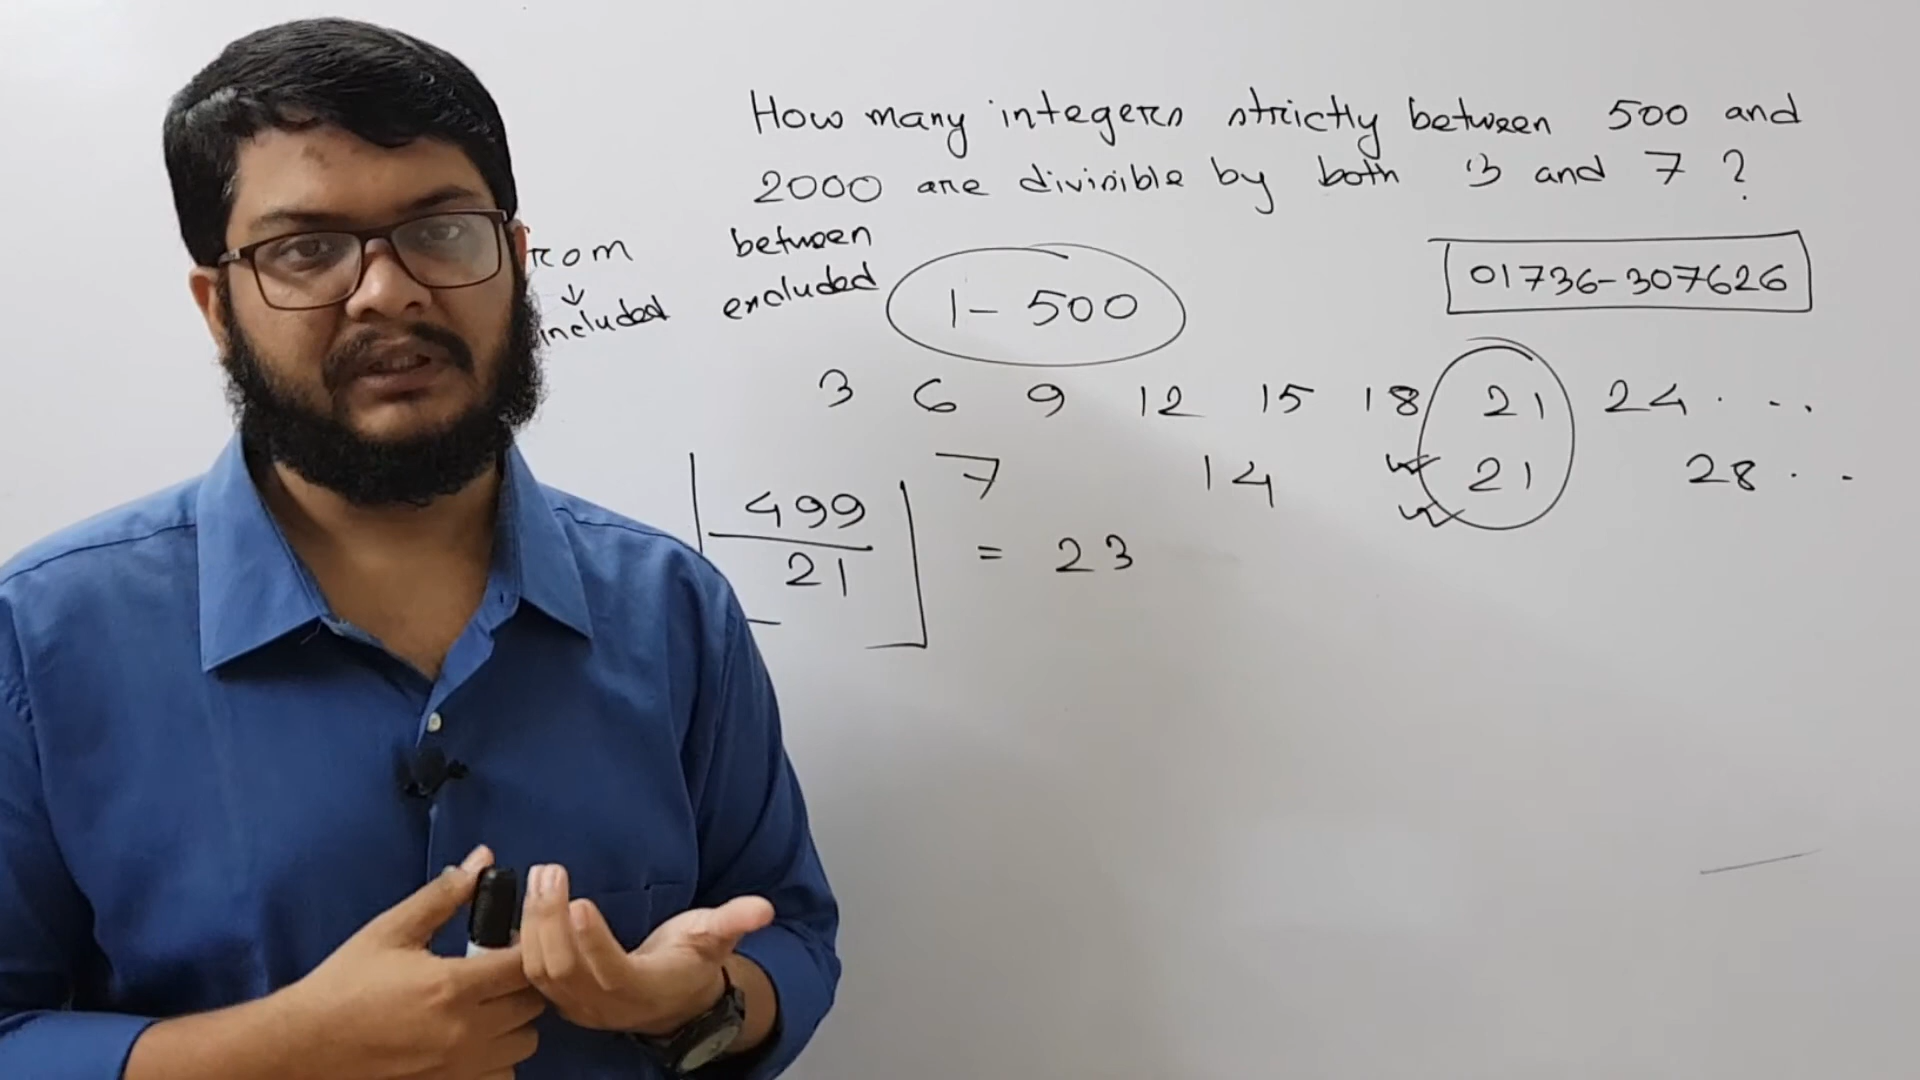 How many integers strictly between 500 and
2000 are divisible by both 3 and 7 ?
rom between
included excluded
1 - 500
01736-307626
3 6 9 12 15 18 21 24 . - .
7 14 21 28 . -
499
21
= 23